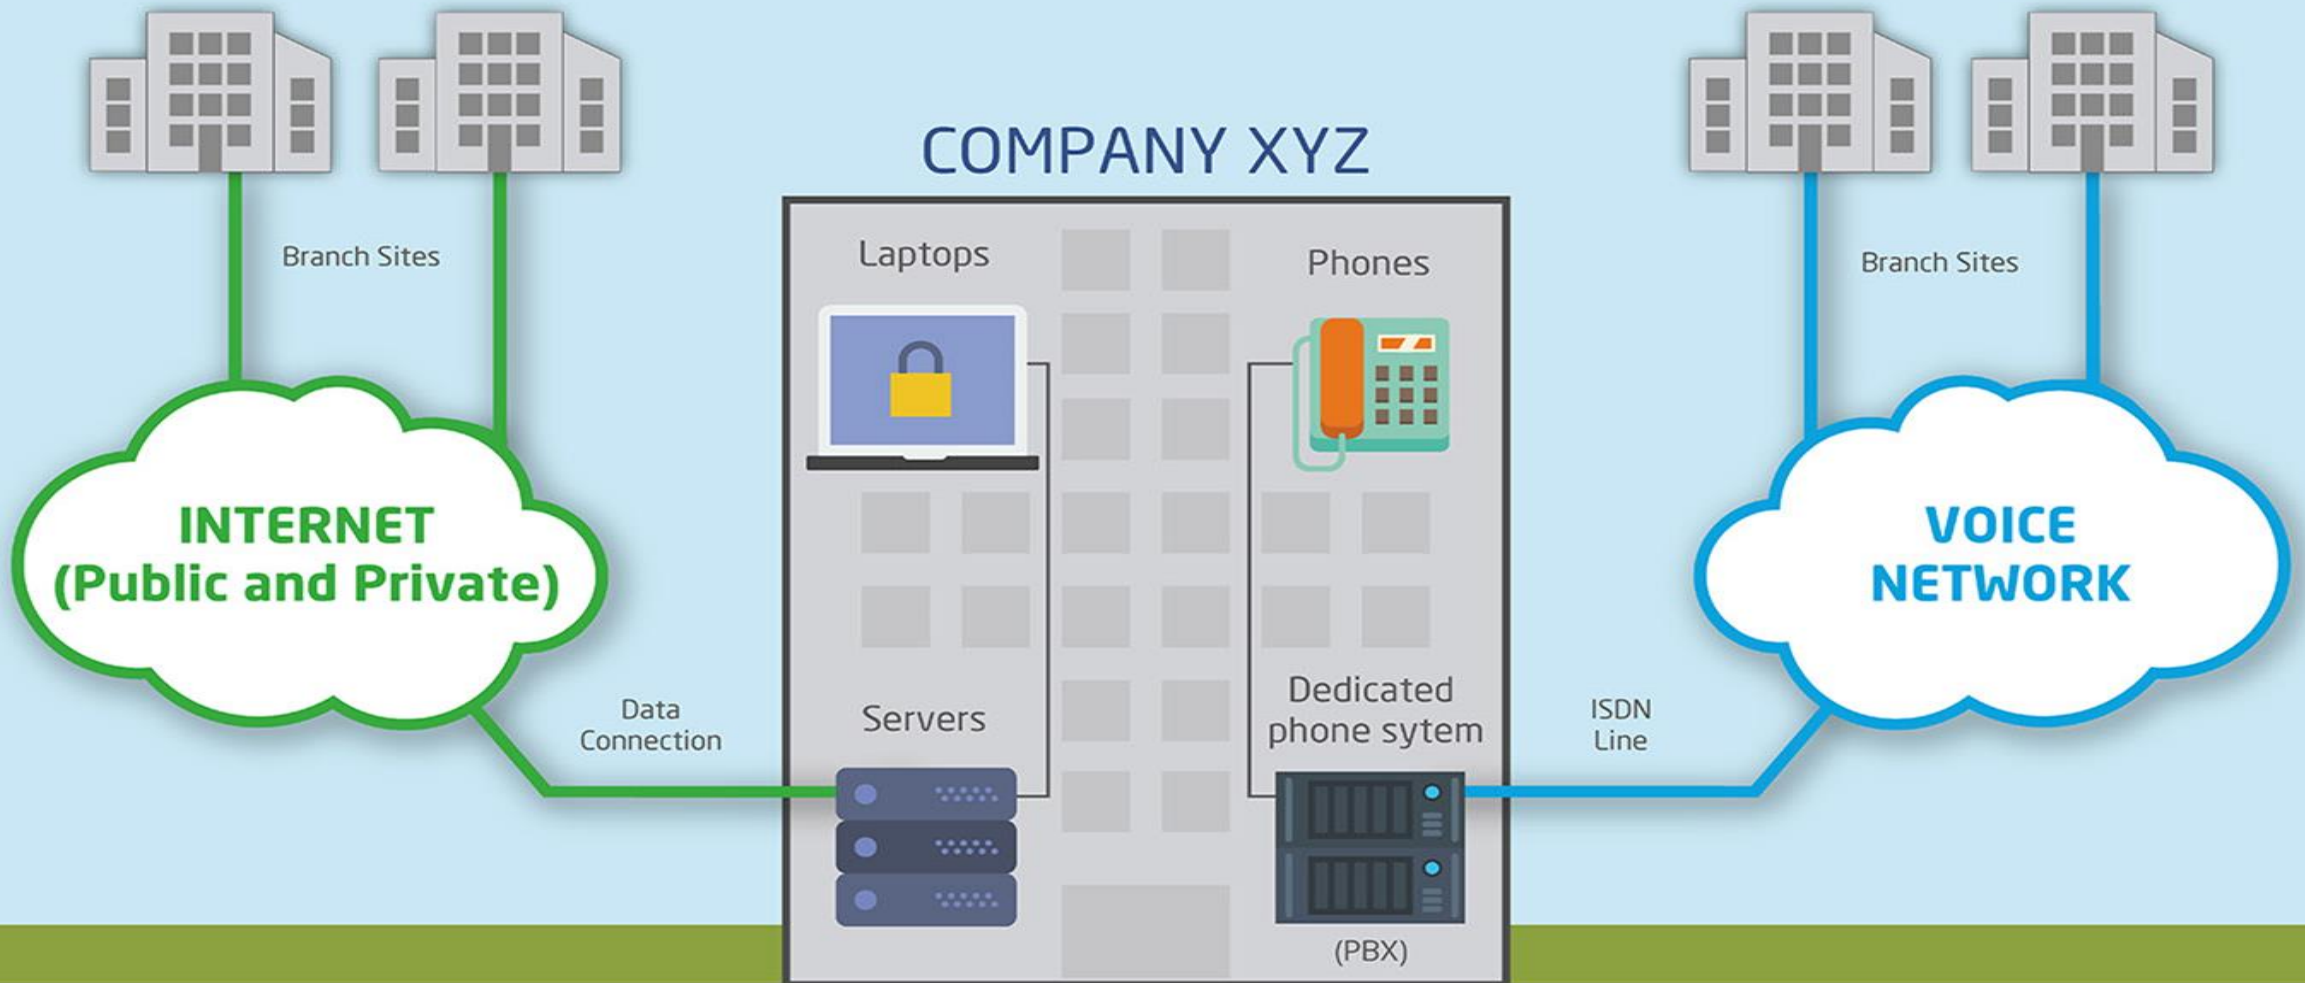 COMPANY XYZ
Branch Sites
Laptops
Phones
Branch Sites
INTERNET
(Public and Private)
VOICE
NETWORK
Data
Connection
Servers
Dedicated
phone sytem
ISDN
Line
(PBX)